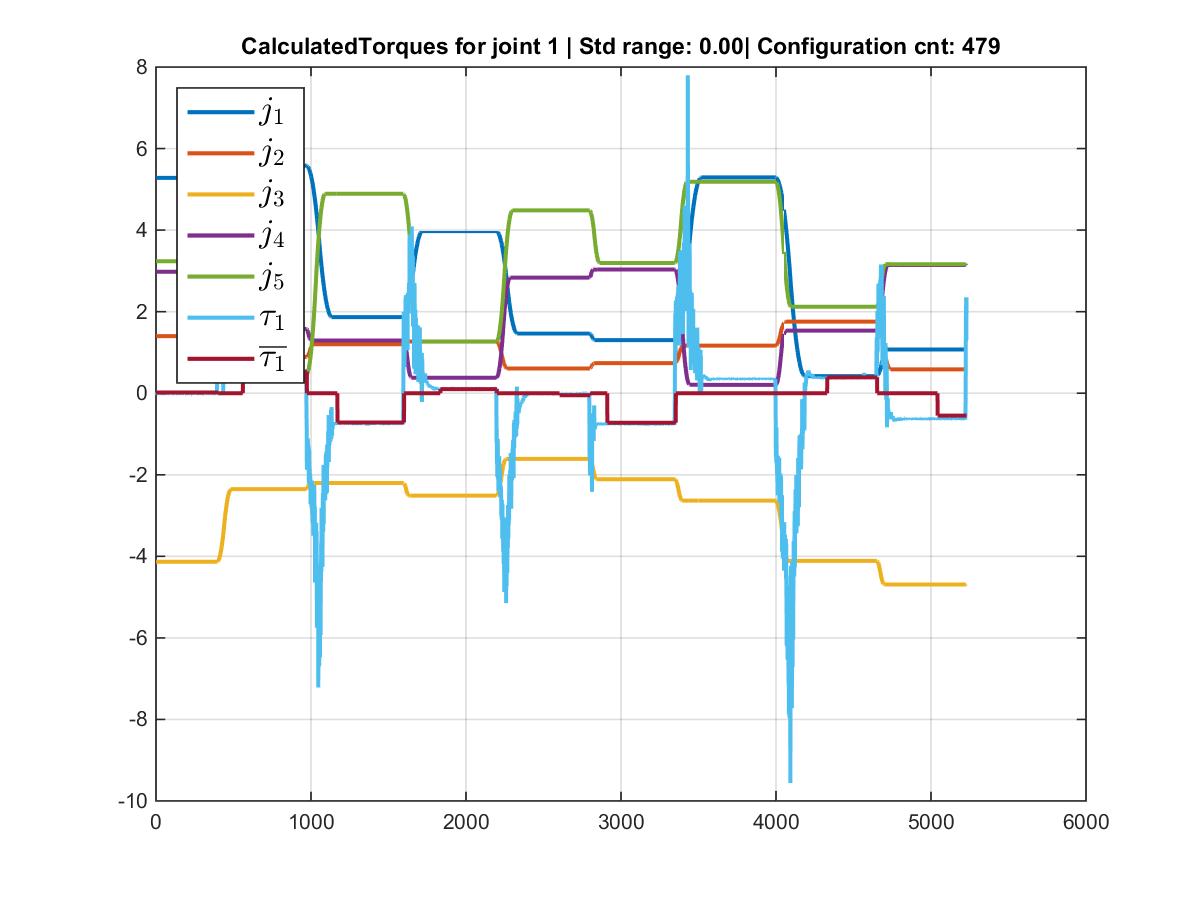 CalculatedTorques for joint 1 | Std range: 0.00| Configuration cnt: 479
8
6
4
2
0
-2
-4
-6
-8
-10
j₁
j₂
j₃
j₄
j₅
τ₁
τ̅₁
0 1000 2000 3000 4000 5000 6000